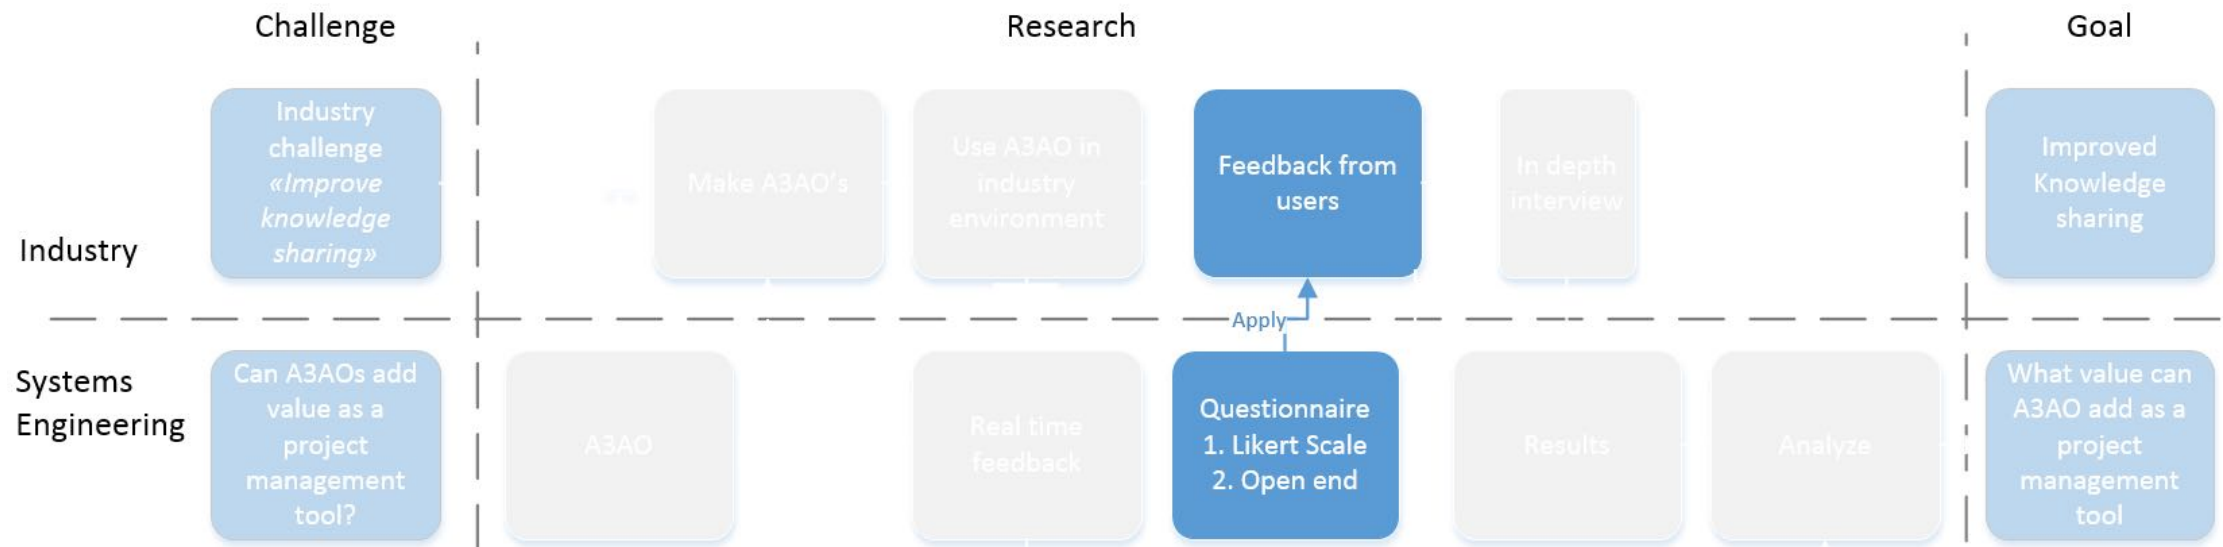 Challenge
Research
Goal
Industry
challenge
«Improve
knowledge
sharing»
Make A3AO's
Use A3AO in
industry
environment
Feedback from
users
In depth
interview
Improved
Knowledge
sharing
Industry
Apply
Systems
Engineering
Can A3AOs add
value as a
project
management
tool?
A3AO
Real time
feedback
Questionnaire
1. Likert Scale
2. Open end
Results
Analyze
What value can
A3AO add as a
project
management
tool